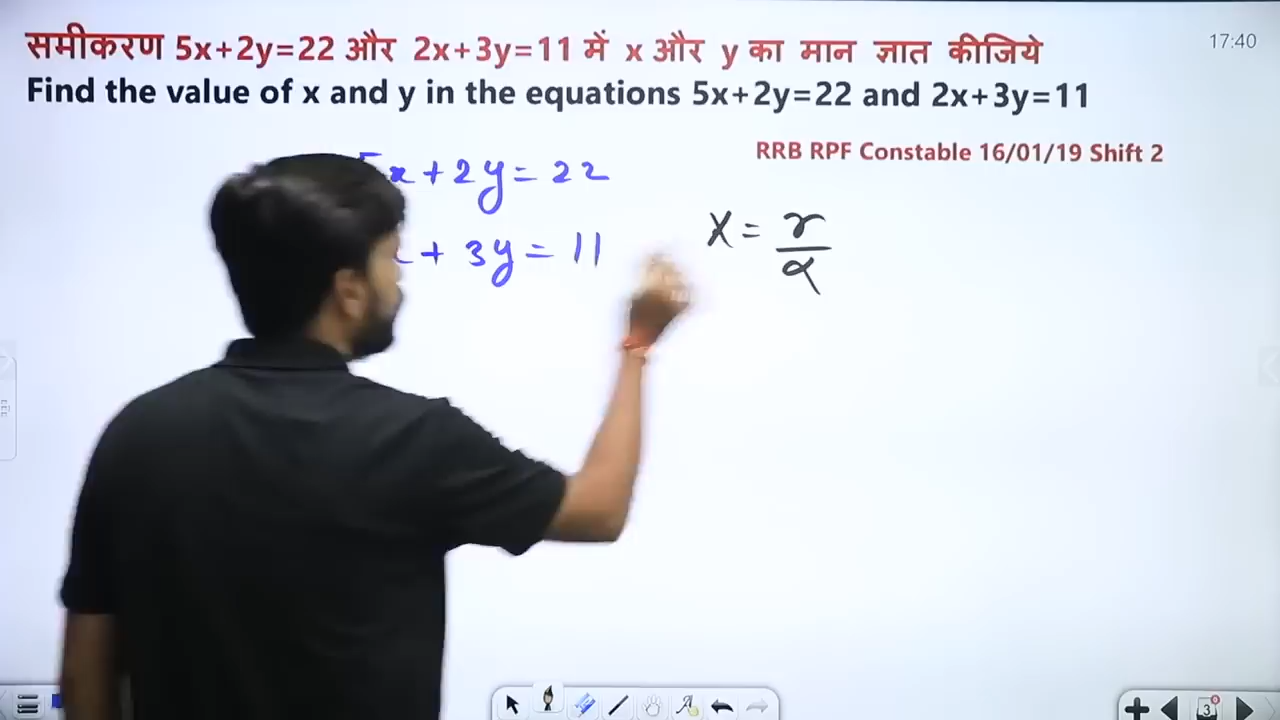 समीकरण 5x+2y=22 और 2x+3y=11 में x और y का मान ज्ञात कीजिये
17:40
Find the value of x and y in the equations 5x+2y=22 and 2x+3y=11
RRB RPF Constable 16/01/19 Shift 2
5x+2y=22
+3y=11
x=r/α
3